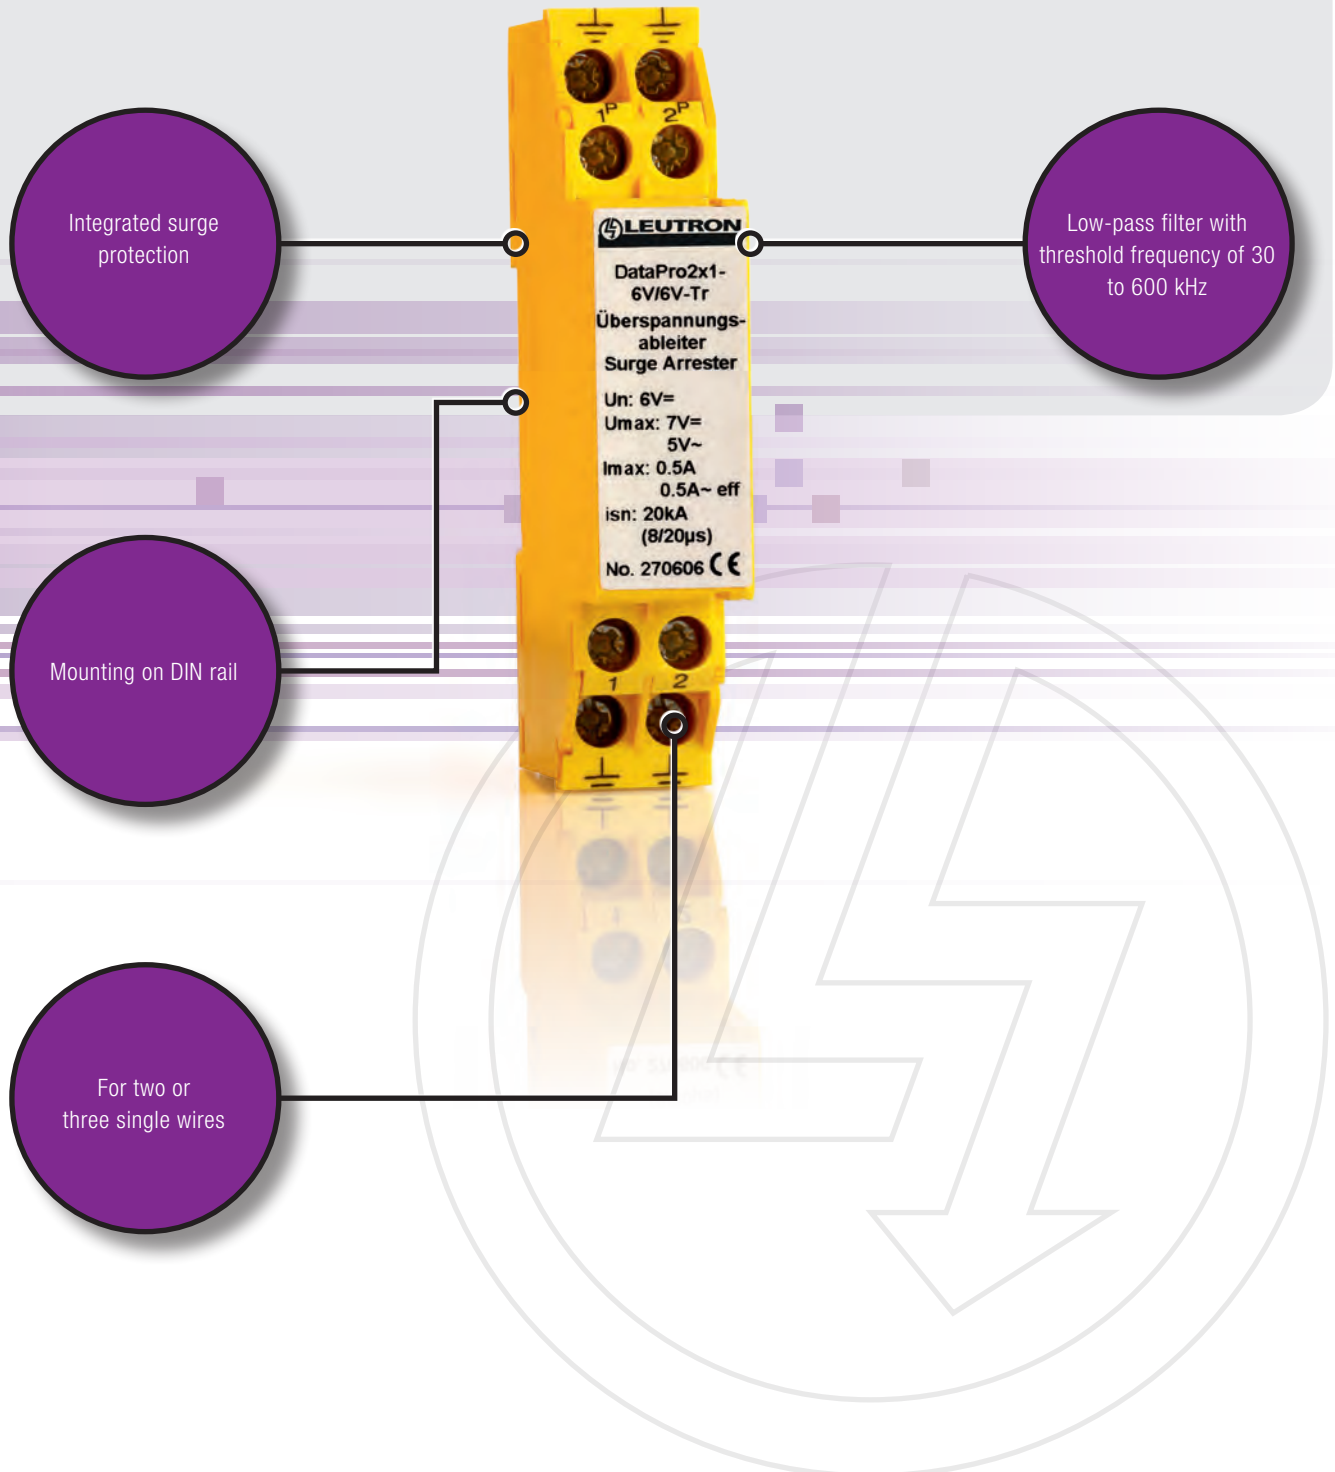 1P
2P
Integrated surge
protection
Low-pass filter with
threshold frequency of 30
to 600 kHz
LEUTRON
DataPro2x1-
6V/6V-Tr
Überspannungs-
ableiter
Surge Arrester
Un: 6V=
Umax: 7V=
5V~
Imax: 0.5A
0.5A~ eff
isn: 20kA
(8/20µs)
No. 270606 CE
Mounting on DIN rail
1
2
For two or
three single wires